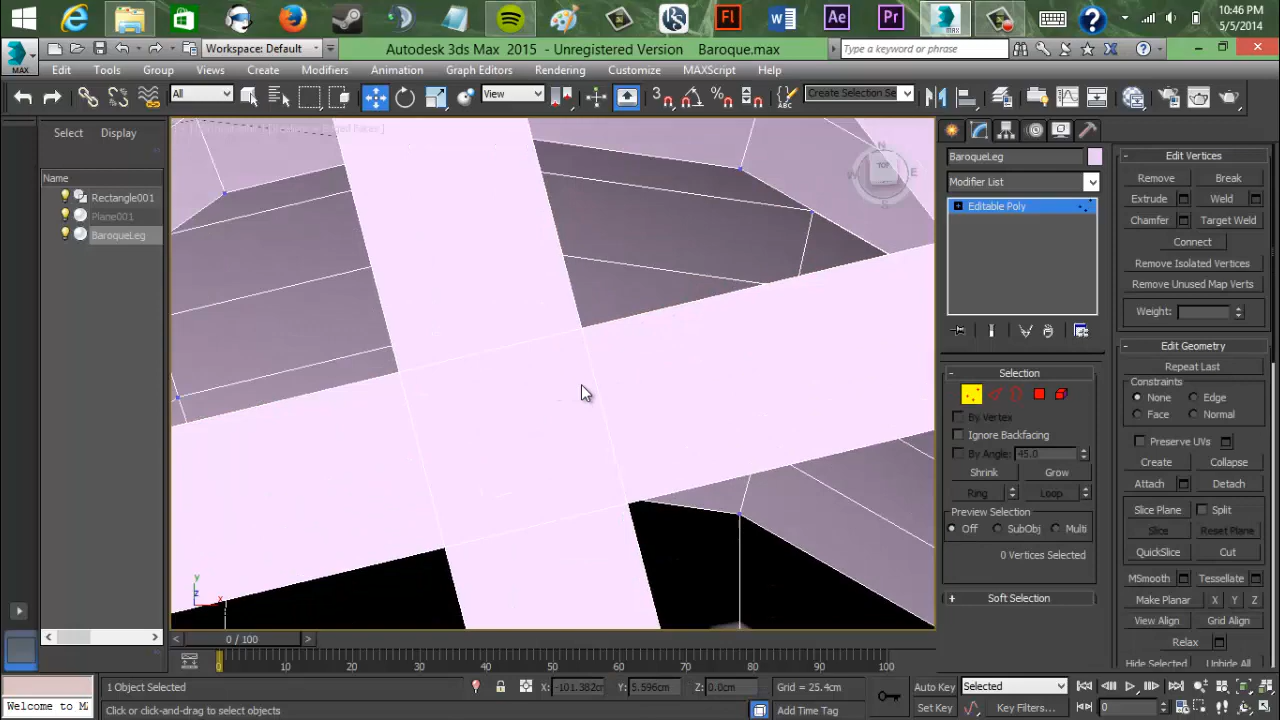 10:46 PM
5/5/2014
Workspace: Default
Autodesk 3ds Max 2015 - Unregistered Version Baroque.max
Type a keyword or phrase
MAX
Edit Tools Group Views Create Modifiers Animation Graph Editors Rendering Customize MAXScript Help
All
View
Create Selection Se
Select Display
Name
Rectangle001
Plane001
BaroqueLeg
TOP
BaroqueLeg
Modifier List
Editable Poly
Selection
By Vertex
Ignore Backfacing
By Angle: 45.0
Shrink Grow
Ring Loop
Preview Selection
Off SubObj Multi
0 Vertices Selected
Soft Selection
Edit Vertices
Remove Break
Extrude Weld
Chamfer Target Weld
Connect
Remove Isolated Vertices
Remove Unused Map Verts
Weight:
Edit Geometry
Repeat Last
Constraints
None Edge
Face Normal
Preserve UVs
Create Collapse
Attach Detach
Slice Plane Split
Slice Reset Plane
QuickSlice Cut
MSmooth Tessellate
Make Planar X Y Z
View Align Grid Align
Relax
Hide Selected Unhide All
0 / 100
0 10 20 30 40 50 60 70 80 90 100
1 Object Selected
X: -101.382c Y: 5.596cm Z: 0.0cm Grid = 25.4cm
Auto Key Selected
Welcome to M
Click or click-and-drag to select objects
Add Time Tag
Set Key Key Filters... 0